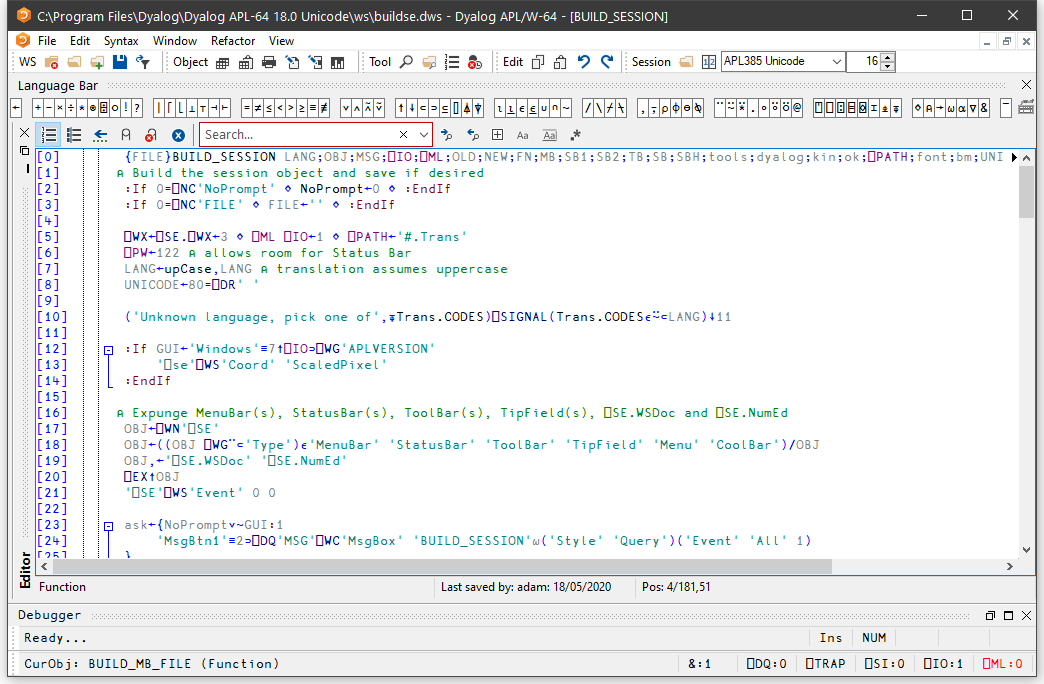 C:\Program Files\Dyalog\Dyalog APL-64 18.0 Unicode\ws\buildse.dws - Dyalog APL/W-64 - [BUILD_SESSION]
File Edit Syntax Window Refactor View
WS Object Tool Edit Session APL385 Unicode 16
Language Bar
Search...
[0] {FILE}BUILD_SESSION LANG;OBJ;MSG;⎕IO;⎕ML;OLD;NEW;FN;MB;SB1;SB2;TB;SB;SBH;tools;dyalog;kin;ok;⎕PATH;font;bm;UNI
[1] ⍝ Build the session object and save if desired
[2] :If 0=⎕NC'NoPrompt' ⋄ NoPrompt←0 ⋄ :EndIf
[3] :If 0=⎕NC'FILE' ⋄ FILE←'' ⋄ :EndIf
[4]
[5] ⎕WX←⎕SE.⎕WX←3 ⋄ ⎕ML ⎕IO←1 ⋄ ⎕PATH←'#.Trans'
[6] ⎕PW←122 ⍝ allows room for Status Bar
[7] LANG←upCase,LANG ⍝ translation assumes uppercase
[8] UNICODE←80=⎕DR' '
[9]
[10] ('Unknown language, pick one of',⍕Trans.CODES)⎕SIGNAL(Trans.CODES∊⍨⊂LANG)↓11
[11]
[12] :If GUI←'Windows'≡7↑⎕IO⊃⎕WG'APLVERSION'
[13] '⎕se'⎕WS'Coord' 'ScaledPixel'
[14] :EndIf
[15]
[16] ⍝ Expunge MenuBar(s), StatusBar(s), ToolBar(s), TipField(s), ⎕SE.WSDoc and ⎕SE.NumEd
[17] OBJ←⎕WN'⎕SE'
[18] OBJ←((OBJ ⎕WG¨⊂'Type')∊'MenuBar' 'StatusBar' 'ToolBar' 'TipField' 'Menu' 'CoolBar')/OBJ
[19] OBJ,←'⎕SE.WSDoc' '⎕SE.NumEd'
[20] ⎕EX↑OBJ
[21] '⎕SE'⎕WS'Event' 0 0
[22]
[23] ask←{NoPrompt∨~GUI:1
[24] 'MsgBtn1'≡2⊃⎕DQ'MSG'⎕WC'MsgBox' 'BUILD_SESSION'⍵('Style' 'Query')('Event' 'All' 1)
[25] }
Editor
Function Last saved by: adam: 18/05/2020 Pos: 4/181,51
Debugger
Ready... Ins NUM
CurObj: BUILD_MB_FILE (Function) &:1 ⎕DQ:0 ⎕TRAP ⎕SI:0 ⎕IO:1 ⎕ML:0